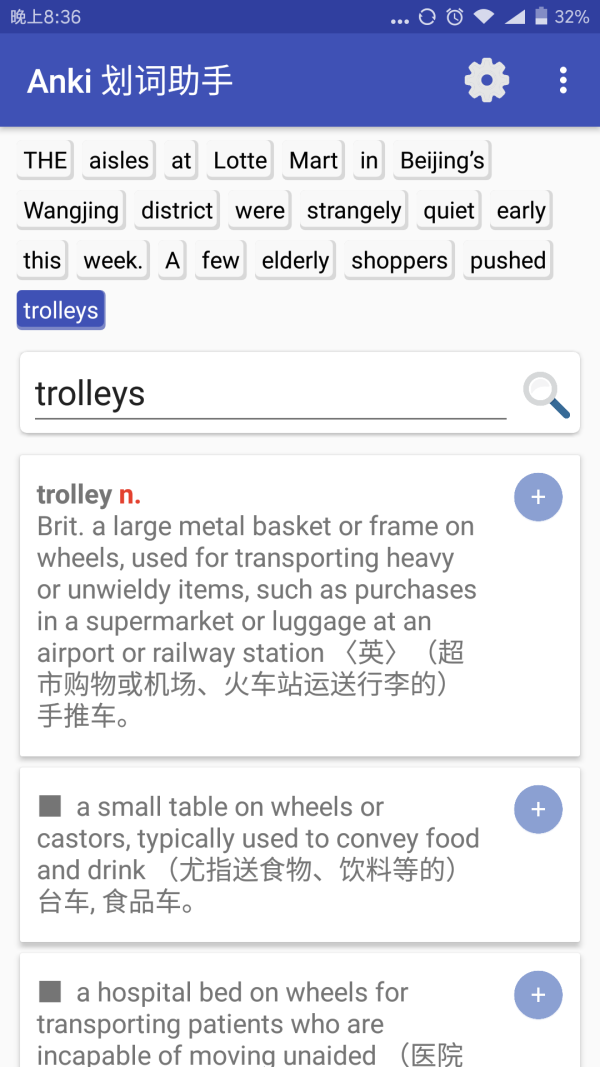 晚上8:36
32%
Anki 划词助手
THE aisles at Lotte Mart in Beijing’s
Wangjing district were strangely quiet early
this week. A few elderly shoppers pushed
trolleys
trolleys
trolley n.
Brit. a large metal basket or frame on
wheels, used for transporting heavy
or unwieldy items, such as purchases
in a supermarket or luggage at an
airport or railway station 〈英〉（超
市购物或机场、火车站运送行李的）
手推车。
+
■ a small table on wheels or
castors, typically used to convey food
and drink （尤指送食物、饮料等的）
台车, 食品车。
+
■ a hospital bed on wheels for
transporting patients who are
incapable of moving unaided （医院
+